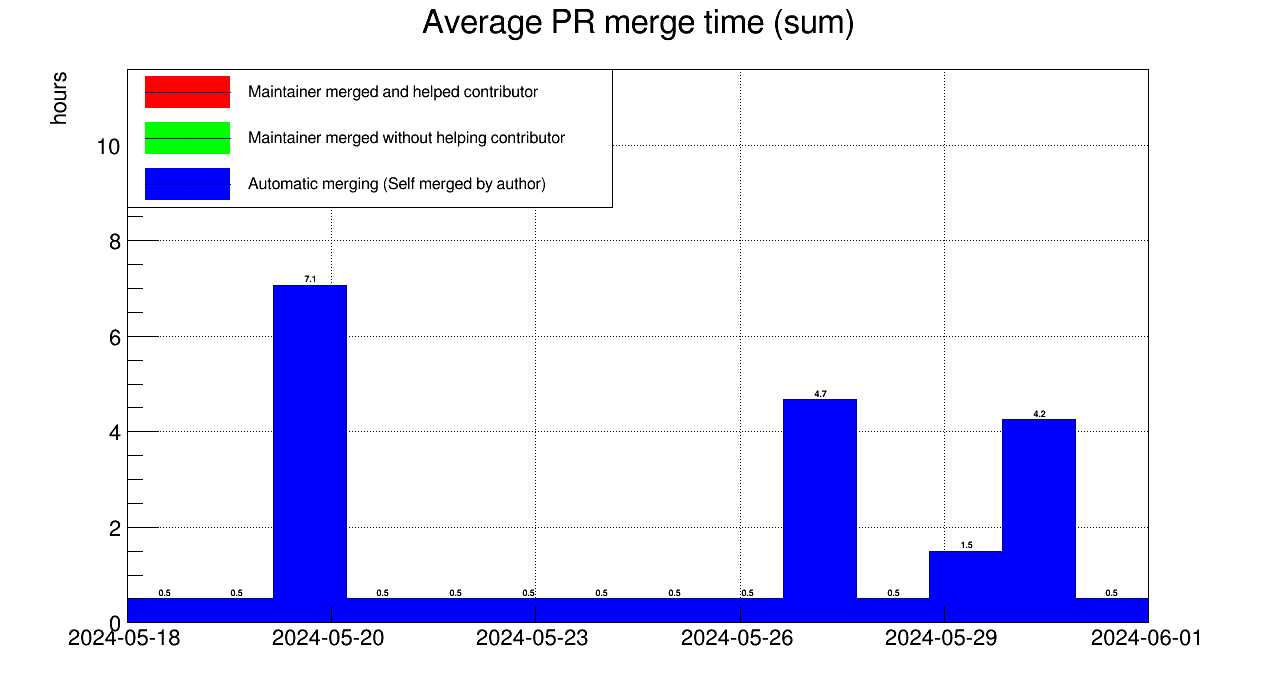 Average PR merge time (sum)
hours
Maintainer merged and helped contributor
Maintainer merged without helping contributor
Automatic merging (Self merged by author)
10
8
6
4
2
0
0.5 0.5 7.1 0.5 0.5 0.5 0.5 0.5 0.5 4.7 0.5 1.5 4.2 0.5
2024-05-18 2024-05-20 2024-05-23 2024-05-26 2024-05-29 2024-06-01